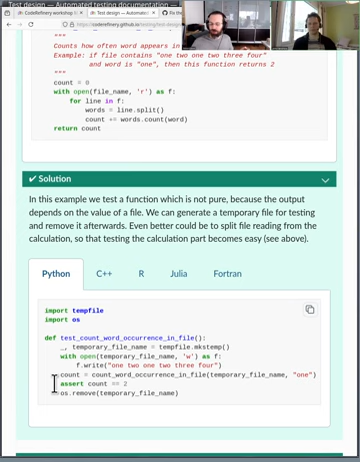 Test design — Automated testing documentation —
CodeRefinery workshop
Test design — Automated
Fix th
https://coderefinery.github.io/testing/test-design
"""
Counts how often word appears in
Example: if file contains "one two one two three four"
and word is "one", then this function returns 2
"""
count = 0
with open(file_name, 'r') as f:
for line in f:
words = line.split()
count += words.count(word)
return count
✔ Solution
In this example we test a function which is not pure, because the output
depends on the value of a file. We can generate a temporary file for testing
and remove it afterwards. Even better could be to split file reading from the
calculation, so that testing the calculation part becomes easy (see above).
Python C++ R Julia Fortran
import tempfile
import os
def test_count_word_occurrence_in_file():
_, temporary_file_name = tempfile.mkstemp()
with open(temporary_file_name, 'w') as f:
f.write("one two one two three four")
count = count_word_occurrence_in_file(temporary_file_name, "one")
assert count == 2
os.remove(temporary_file_name)